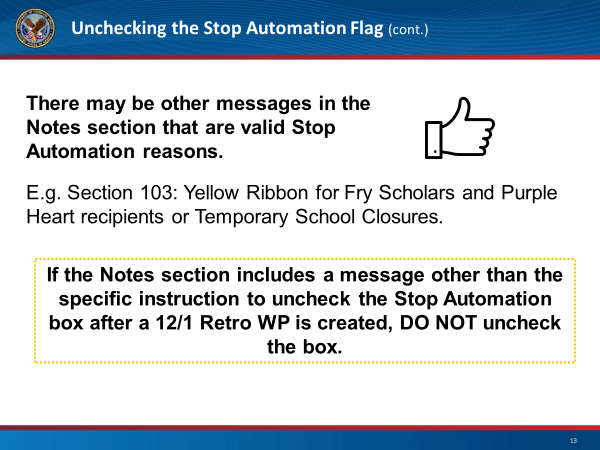 Unchecking the Stop Automation Flag (cont.)
There may be other messages in the
Notes section that are valid Stop
Automation reasons.
E.g. Section 103: Yellow Ribbon for Fry Scholars and Purple
Heart recipients or Temporary School Closures.
If the Notes section includes a message other than the
specific instruction to uncheck the Stop Automation
box after a 12/1 Retro WP is created, DO NOT uncheck
the box.
13